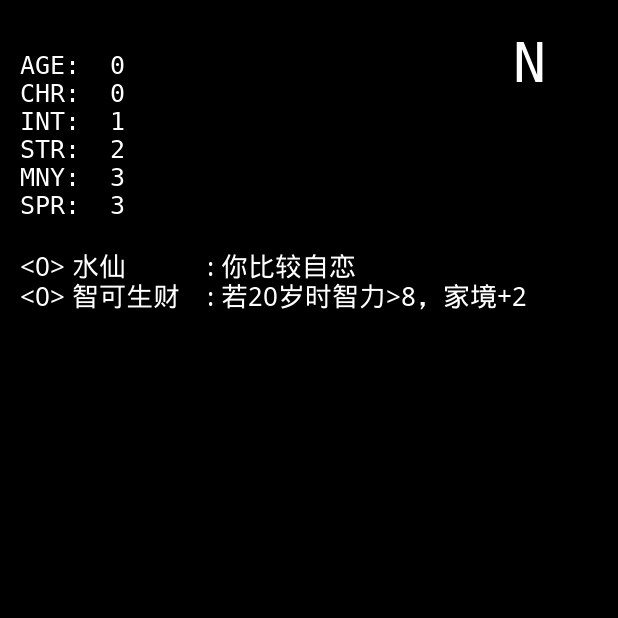 N
AGE: 0
CHR: 0
INT: 1
STR: 2
MNY: 3
SPR: 3
<O> 水仙 : 你比较自恋
<O> 智可生财 : 若20岁时智力>8，家境+2